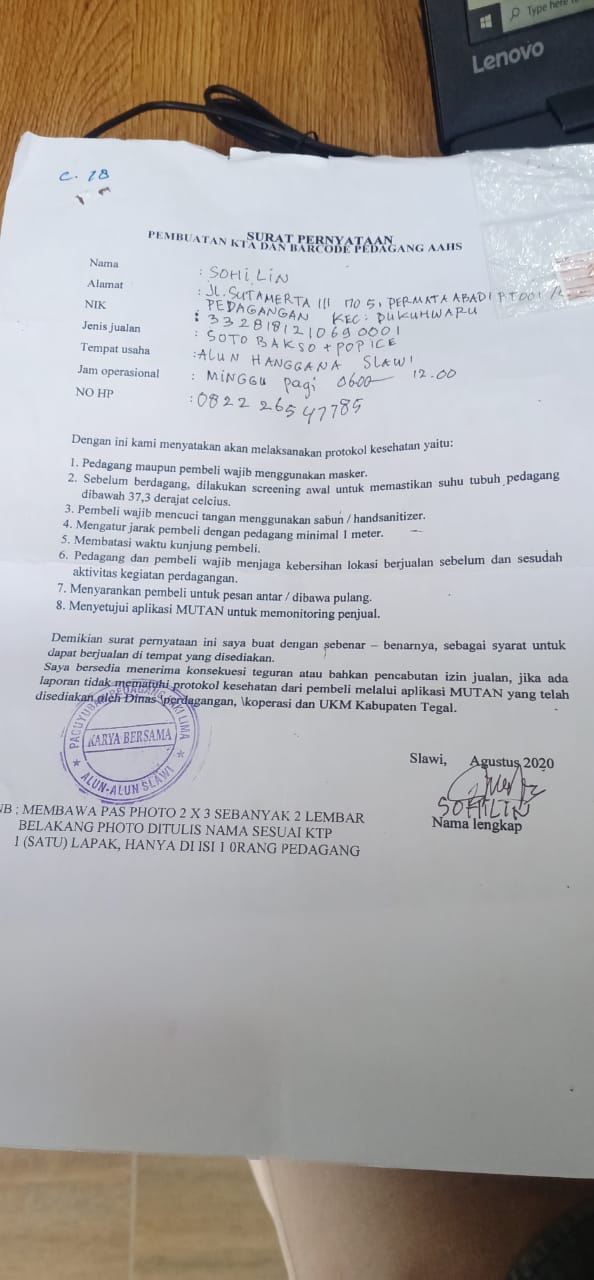 Type here
Lenovo
C. 18
SURAT PERNYATAAN
PEMBUATAN KTA DAN BARCODE PEDAGANG AAHS
Nama : SOHILIN
Alamat : JL. SUTAMERTA III NO 5, PERMATA ABADI RT001
PEDAGANGAN KEC: DUKUHWARU
NIK : 3328181210690001
Jenis jualan : SOTO BAKSO + POP ICE
Tempat usaha : ALUN HANGGANA SLAWI
Jam operasional : MINGGU pagi 0600 12.00
NO HP : 0822 26547785
Dengan ini kami menyatakan akan melaksanakan protokol kesehatan yaitu:
1. Pedagang maupun pembeli wajib menggunakan masker.
2. Sebelum berdagang, dilakukan screening awal untuk memastikan suhu tubuh pedagang
dibawah 37,3 derajat celcius.
3. Pembeli wajib mencuci tangan menggunakan sabun / handsanitizer.
4. Mengatur jarak pembeli dengan pedagang minimal 1 meter.
5. Membatasi waktu kunjung pembeli.
6. Pedagang dan pembeli wajib menjaga kebersihan lokasi berjualan sebelum dan sesudah
aktivitas kegiatan perdagangan.
7. Menyarankan pembeli untuk pesan antar / dibawa pulang.
8. Menyetujui aplikasi MUTAN untuk memonitoring penjual.
Demikian surat pernyataan ini saya buat dengan sebenar – benarnya, sebagai syarat untuk
dapat berjualan di tempat yang disediakan.
Saya bersedia menerima konsekuesi teguran atau bahkan pencabutan izin jualan, jika ada
laporan tidak mematuhi protokol kesehatan dari pembeli melalui aplikasi MUTAN yang telah
disediakan oleh Dinas \perdagangan, \koperasi dan UKM Kabupaten Tegal.
PAGUYUBAN PEDAGANG KAKI LIMA
KARYA BERSAMA
ALUN-ALUN SLAWI
Slawi, Agustus 2020
SOHILIN
Nama lengkap
NB : MEMBAWA PAS PHOTO 2 X 3 SEBANYAK 2 LEMBAR
BELAKANG PHOTO DITULIS NAMA SESUAI KTP
1 (SATU) LAPAK, HANYA DI ISI 1 0RANG PEDAGANG